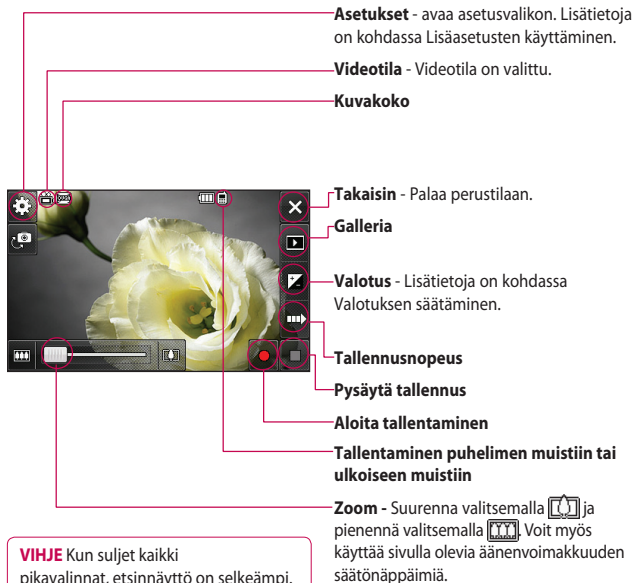 Asetukset - avaa asetusvalikon. Lisätietoja
on kohdassa Lisäasetusten käyttäminen.
Videotila - Videotila on valittu.
Kuvakoko
Takaisin - Palaa perustilaan.
Galleria
Valotus - Lisätietoja on kohdassa
Valotuksen säätäminen.
Tallennusnopeus
Pysäytä tallennus
Aloita tallentaminen
Tallentaminen puhelimen muistiin tai
ulkoiseen muistiin
Zoom - Suurenna valitsemalla ja
pienennä valitsemalla . Voit myös
käyttää sivulla olevia äänenvoimakkuuden
säätönäppäimiä.
VIHJE Kun suljet kaikki
pikavalinnat, etsinnäyttö on selkeämpi.